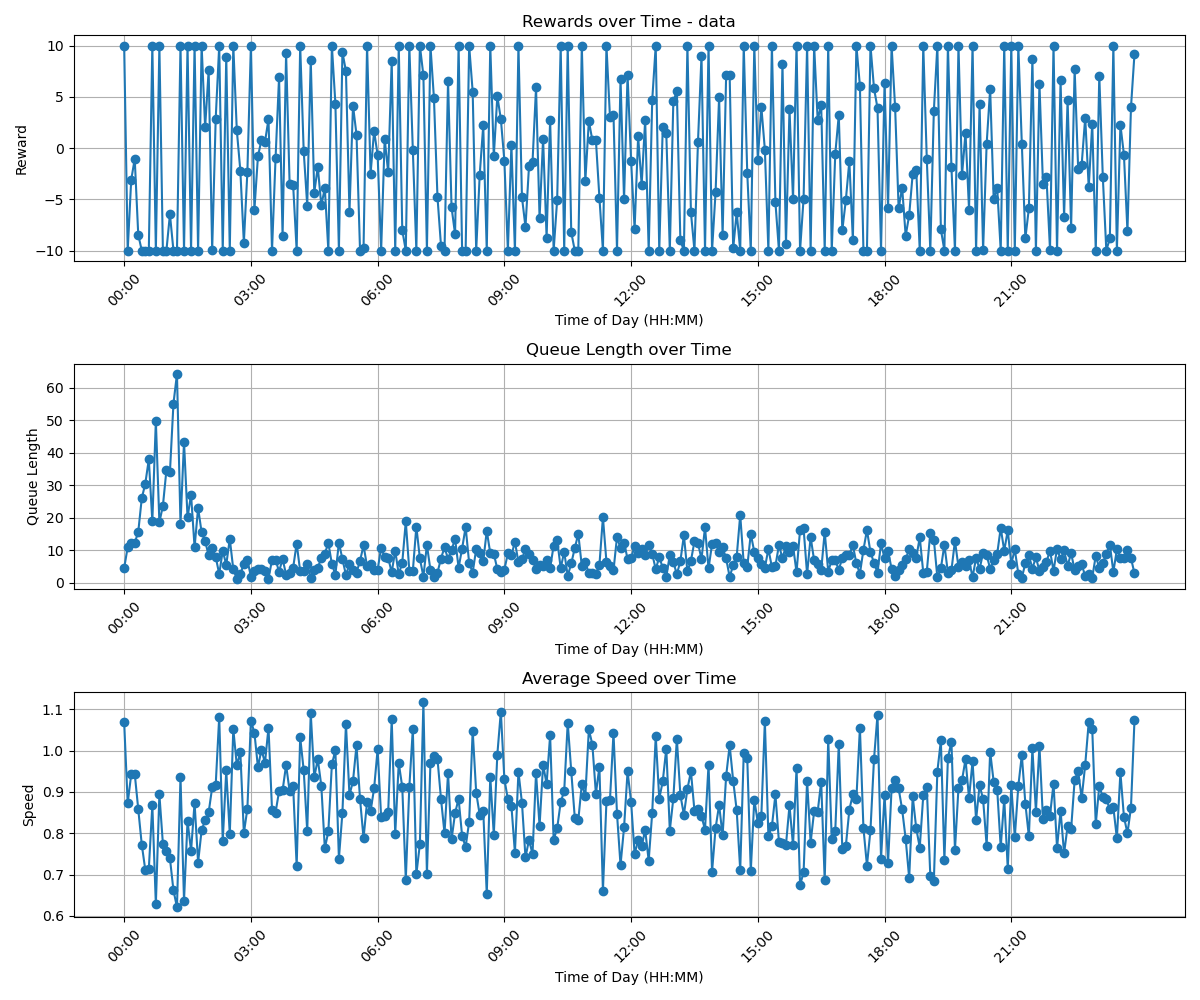 Rewards over Time - data
10
5
0
−5
−10
Reward
00:00 03:00 06:00 09:00 12:00 15:00 18:00 21:00
Time of Day (HH:MM)
Queue Length over Time
60
50
40
30
20
10
0
Queue Length
00:00 03:00 06:00 09:00 12:00 15:00 18:00 21:00
Time of Day (HH:MM)
Average Speed over Time
1.1
1.0
0.9
0.8
0.7
0.6
Speed
00:00 03:00 06:00 09:00 12:00 15:00 18:00 21:00
Time of Day (HH:MM)